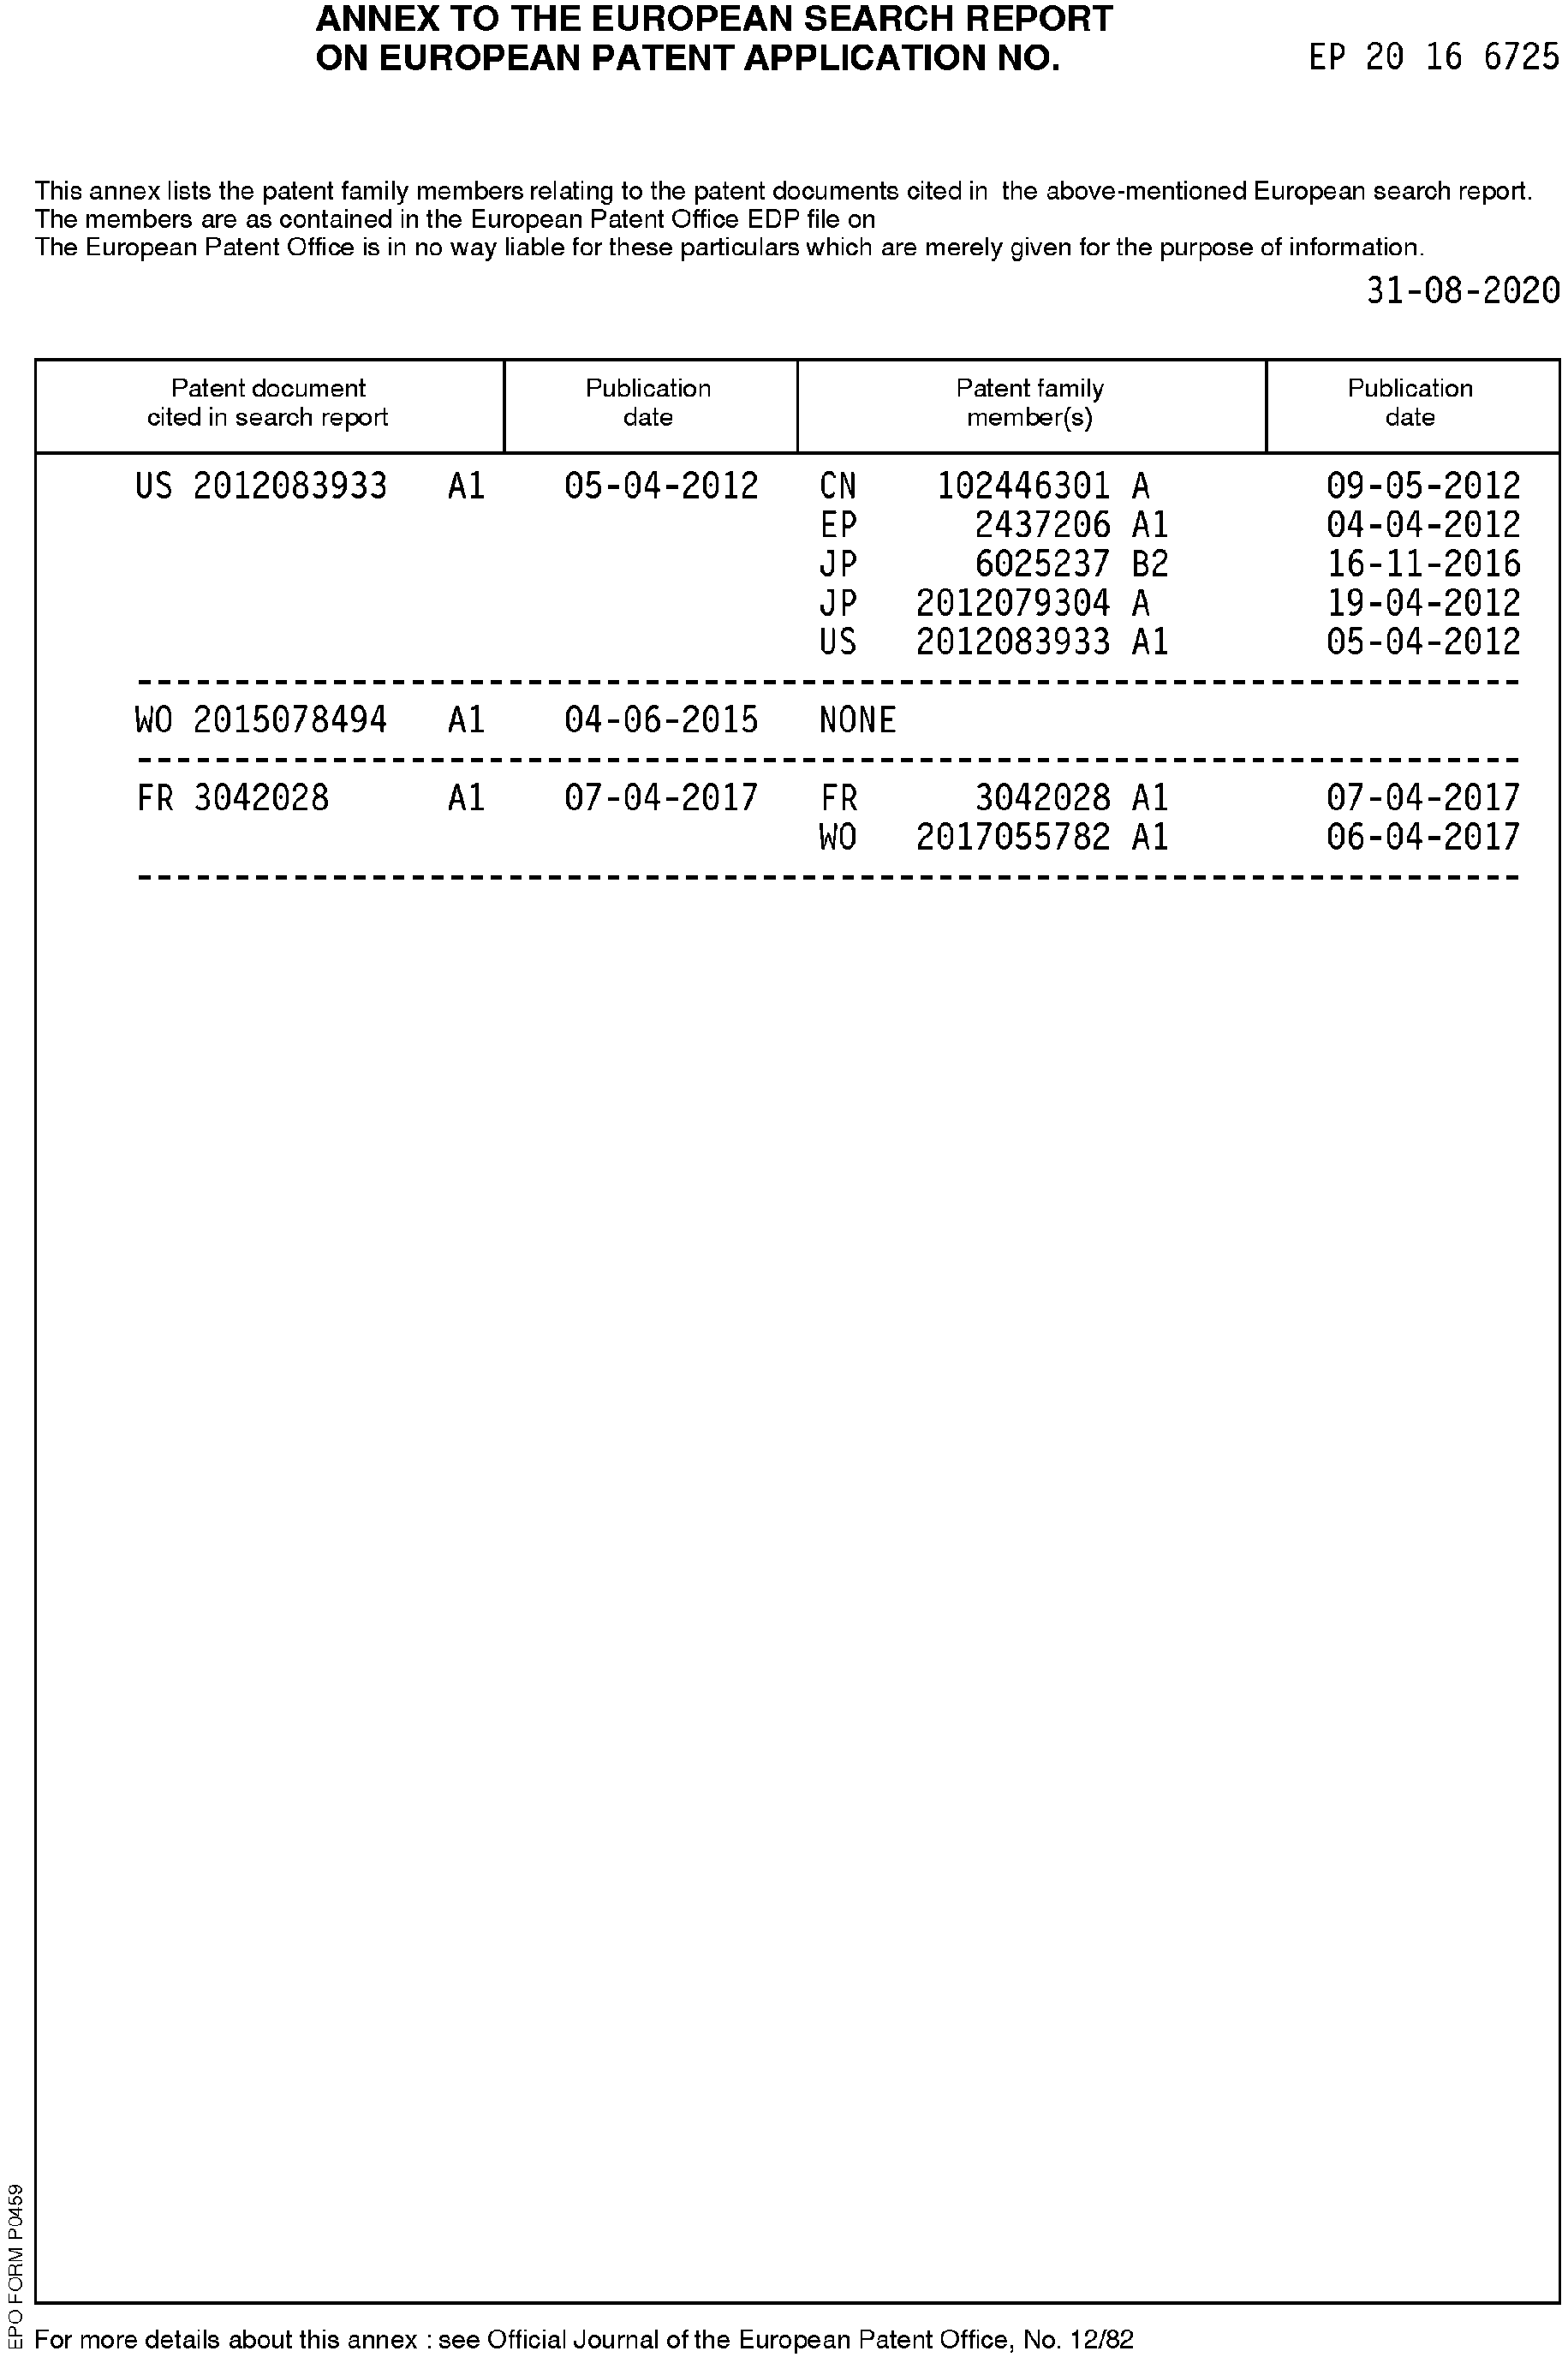 ANNEX TO THE EUROPEAN SEARCH REPORT
ON EUROPEAN PATENT APPLICATION NO. EP 20 16 6725
This annex lists the patent family members relating to the patent documents cited in the above-mentioned European search report.
The members are as contained in the European Patent Office EDP file on
The European Patent Office is in no way liable for these particulars which are merely given for the purpose of information.
31-08-2020
Patent document cited in search report Publication date Patent family member(s) Publication date
US 2012083933 A1 05-04-2012 CN 102446301 A 09-05-2012
EP 2437206 A1 04-04-2012
JP 6025237 B2 16-11-2016
JP 2012079304 A 19-04-2012
US 2012083933 A1 05-04-2012
WO 2015078494 A1 04-06-2015 NONE
FR 3042028 A1 07-04-2017 FR 3042028 A1 07-04-2017
WO 2017055782 A1 06-04-2017
EPO FORM P0459
For more details about this annex : see Official Journal of the European Patent Office, No. 12/82